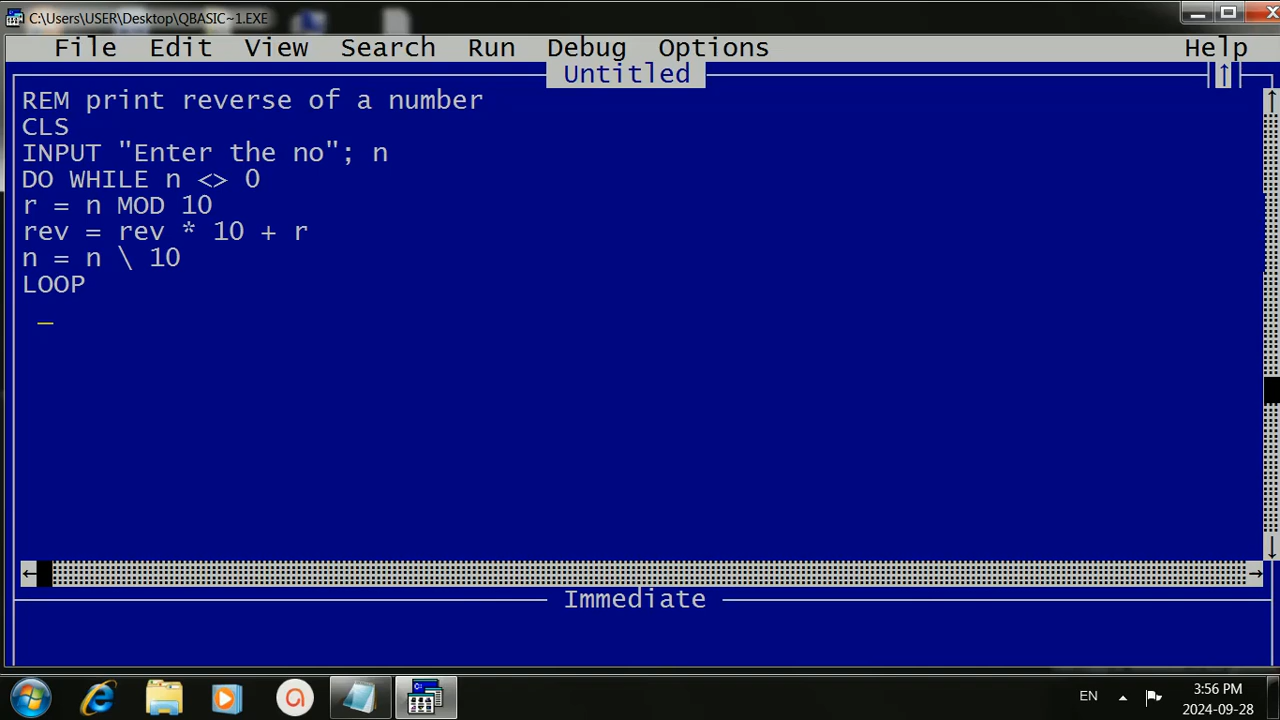 C:\Users\USER\Desktop\QBASIC~1.EXE
File Edit View Search Run Debug Options Help
Untitled
REM print reverse of a number
CLS
INPUT "Enter the no"; n
DO WHILE n <> 0
r = n MOD 10
rev = rev * 10 + r
n = n \ 10
LOOP
Immediate
EN
3:56 PM
2024-09-28